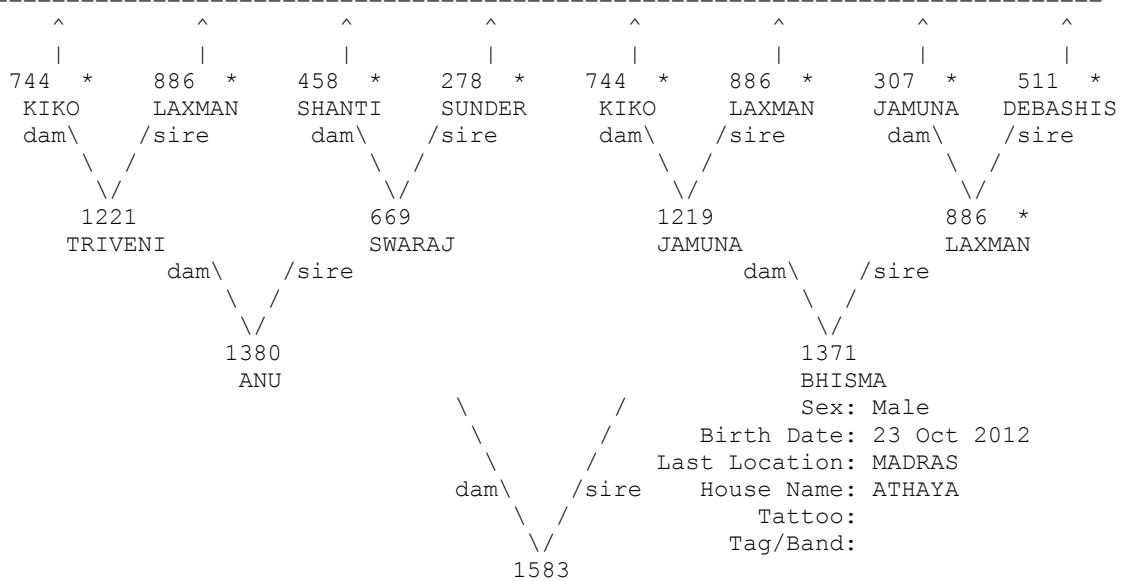 744 * 886 * 458 * 278 * 744 * 886 * 307 * 511 *
KIKO LAXMAN SHANTI SUNDER KIKO LAXMAN JAMUNA DEBASHIS
dam\ /sire dam\ /sire dam\ /sire dam\ /sire
1221 669 1219 886 *
TRIVENI SWARAJ JAMUNA LAXMAN
dam\ /sire dam\ /sire
1380 1371
ANU BHISMA
Sex: Male
Birth Date: 23 Oct 2012
Last Location: MADRAS
dam\ /sire House Name: ATHAYA
Tattoo:
Tag/Band:
1583